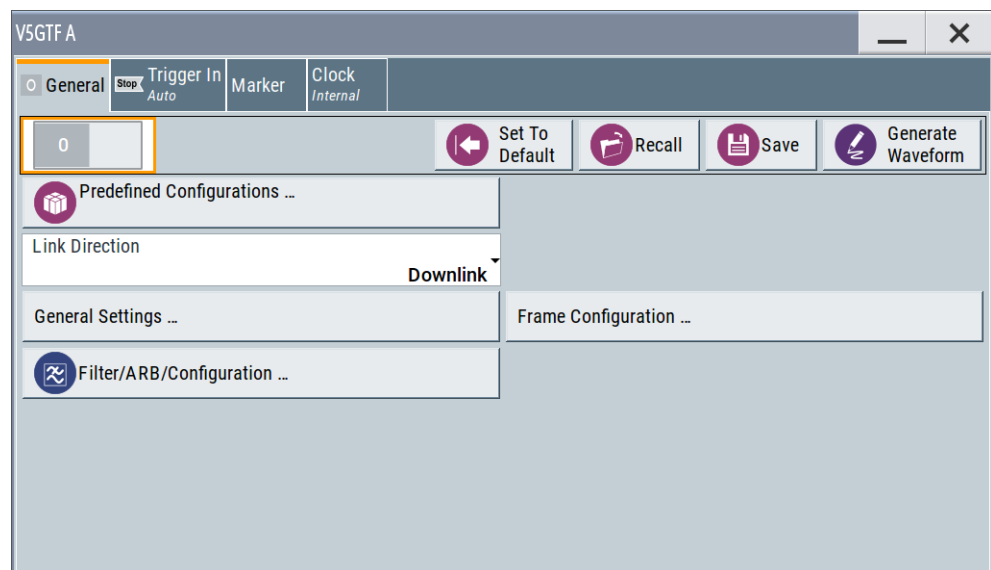 V5GTF A
0 General
Stop Trigger In
Auto
Marker
Clock
Internal
0
Set To
Default
Recall
Save
Generate
Waveform
Predefined Configurations ...
Link Direction
Downlink
General Settings ...
Frame Configuration ...
Filter/ARB/Configuration ...